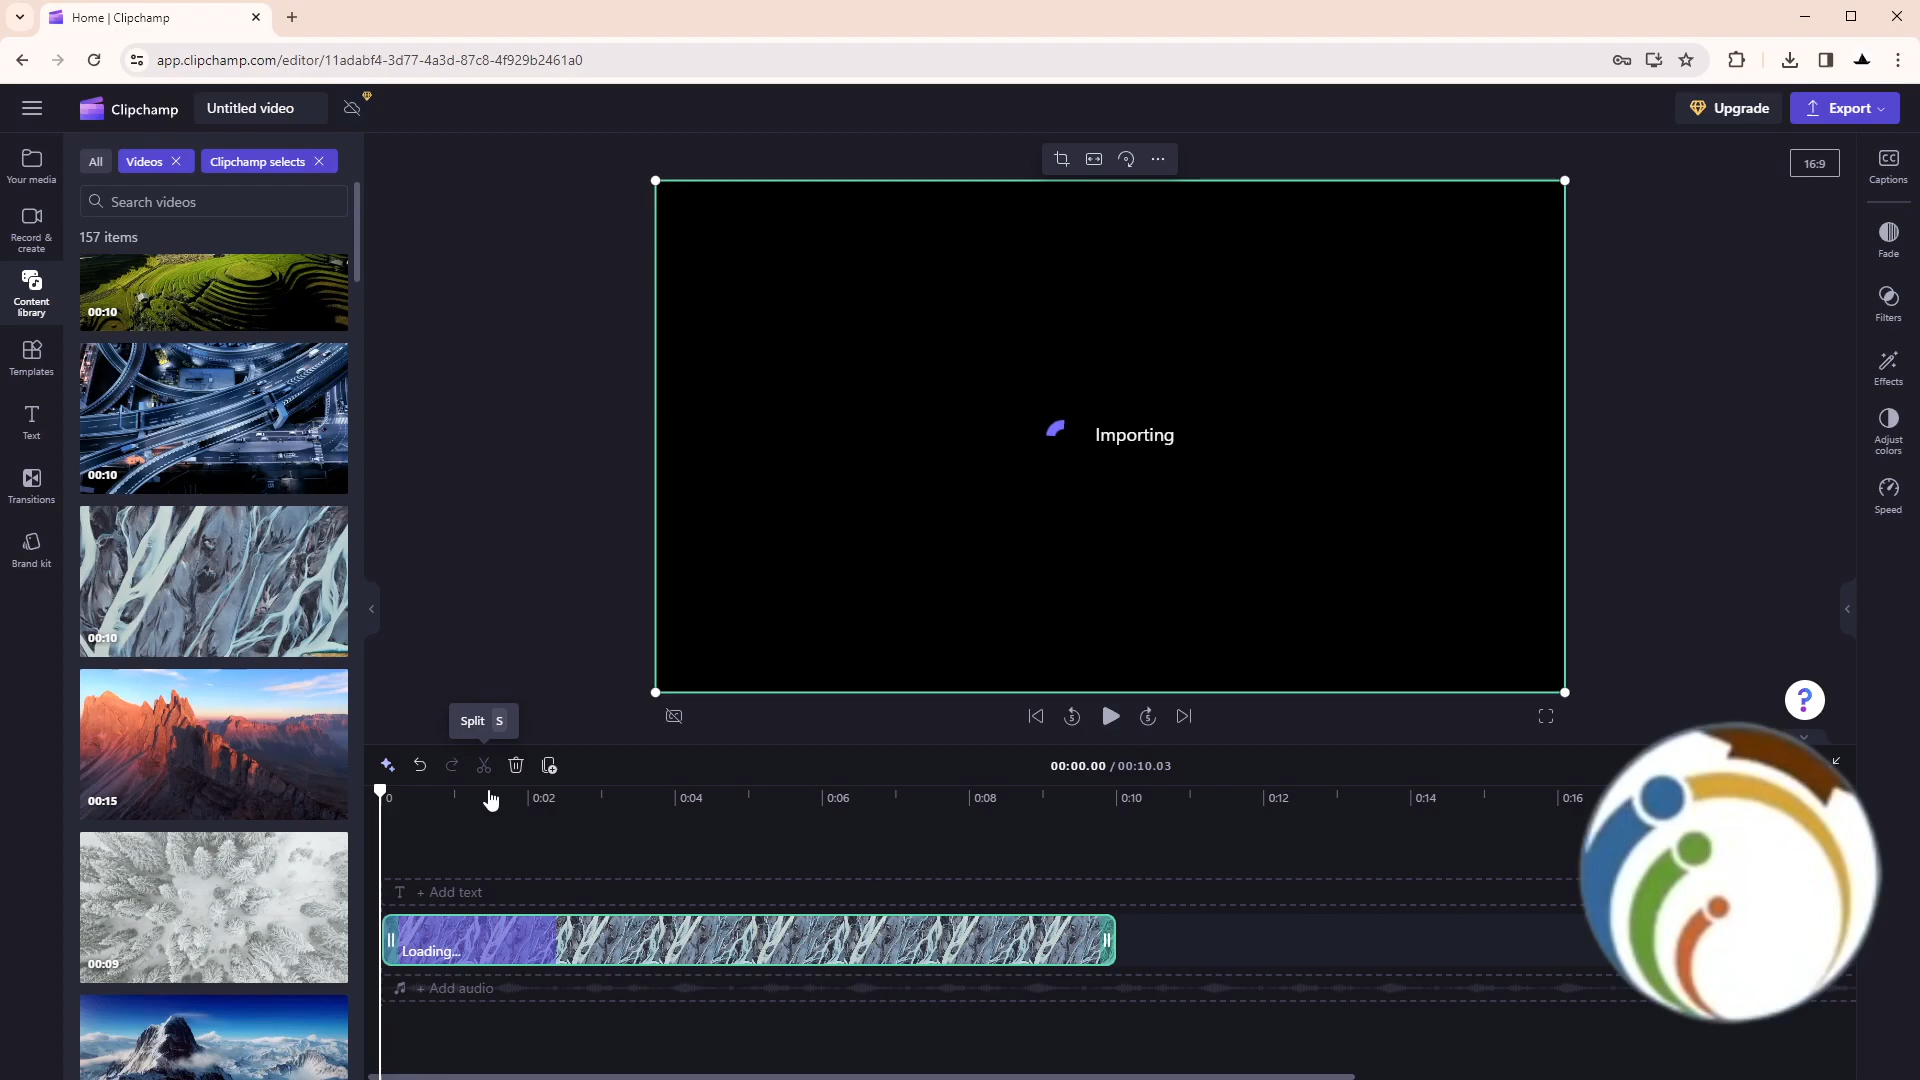 Home | Clipchamp
app.clipchamp.com/editor/11adabf4-3d77-4a3d-87c8-4f929b2461a0
Clipchamp
Untitled video
Upgrade
Export
All
Videos
Clipchamp selects
16:9
Your media
Search videos
Captions
Record &
create
157 items
Fade
Content
library
00:10
Filters
Templates
Effects
Text
Importing
Adjust
colors
00:10
Transitions
Speed
Brand kit
00:10
?
Split S
5
5
00:00.00 / 00:10.03
0
0:02
0:04
0:06
0:08
0:10
0:12
0:14
0:16
00:15
T + Add text
Loading...
00:09
+ Add audio